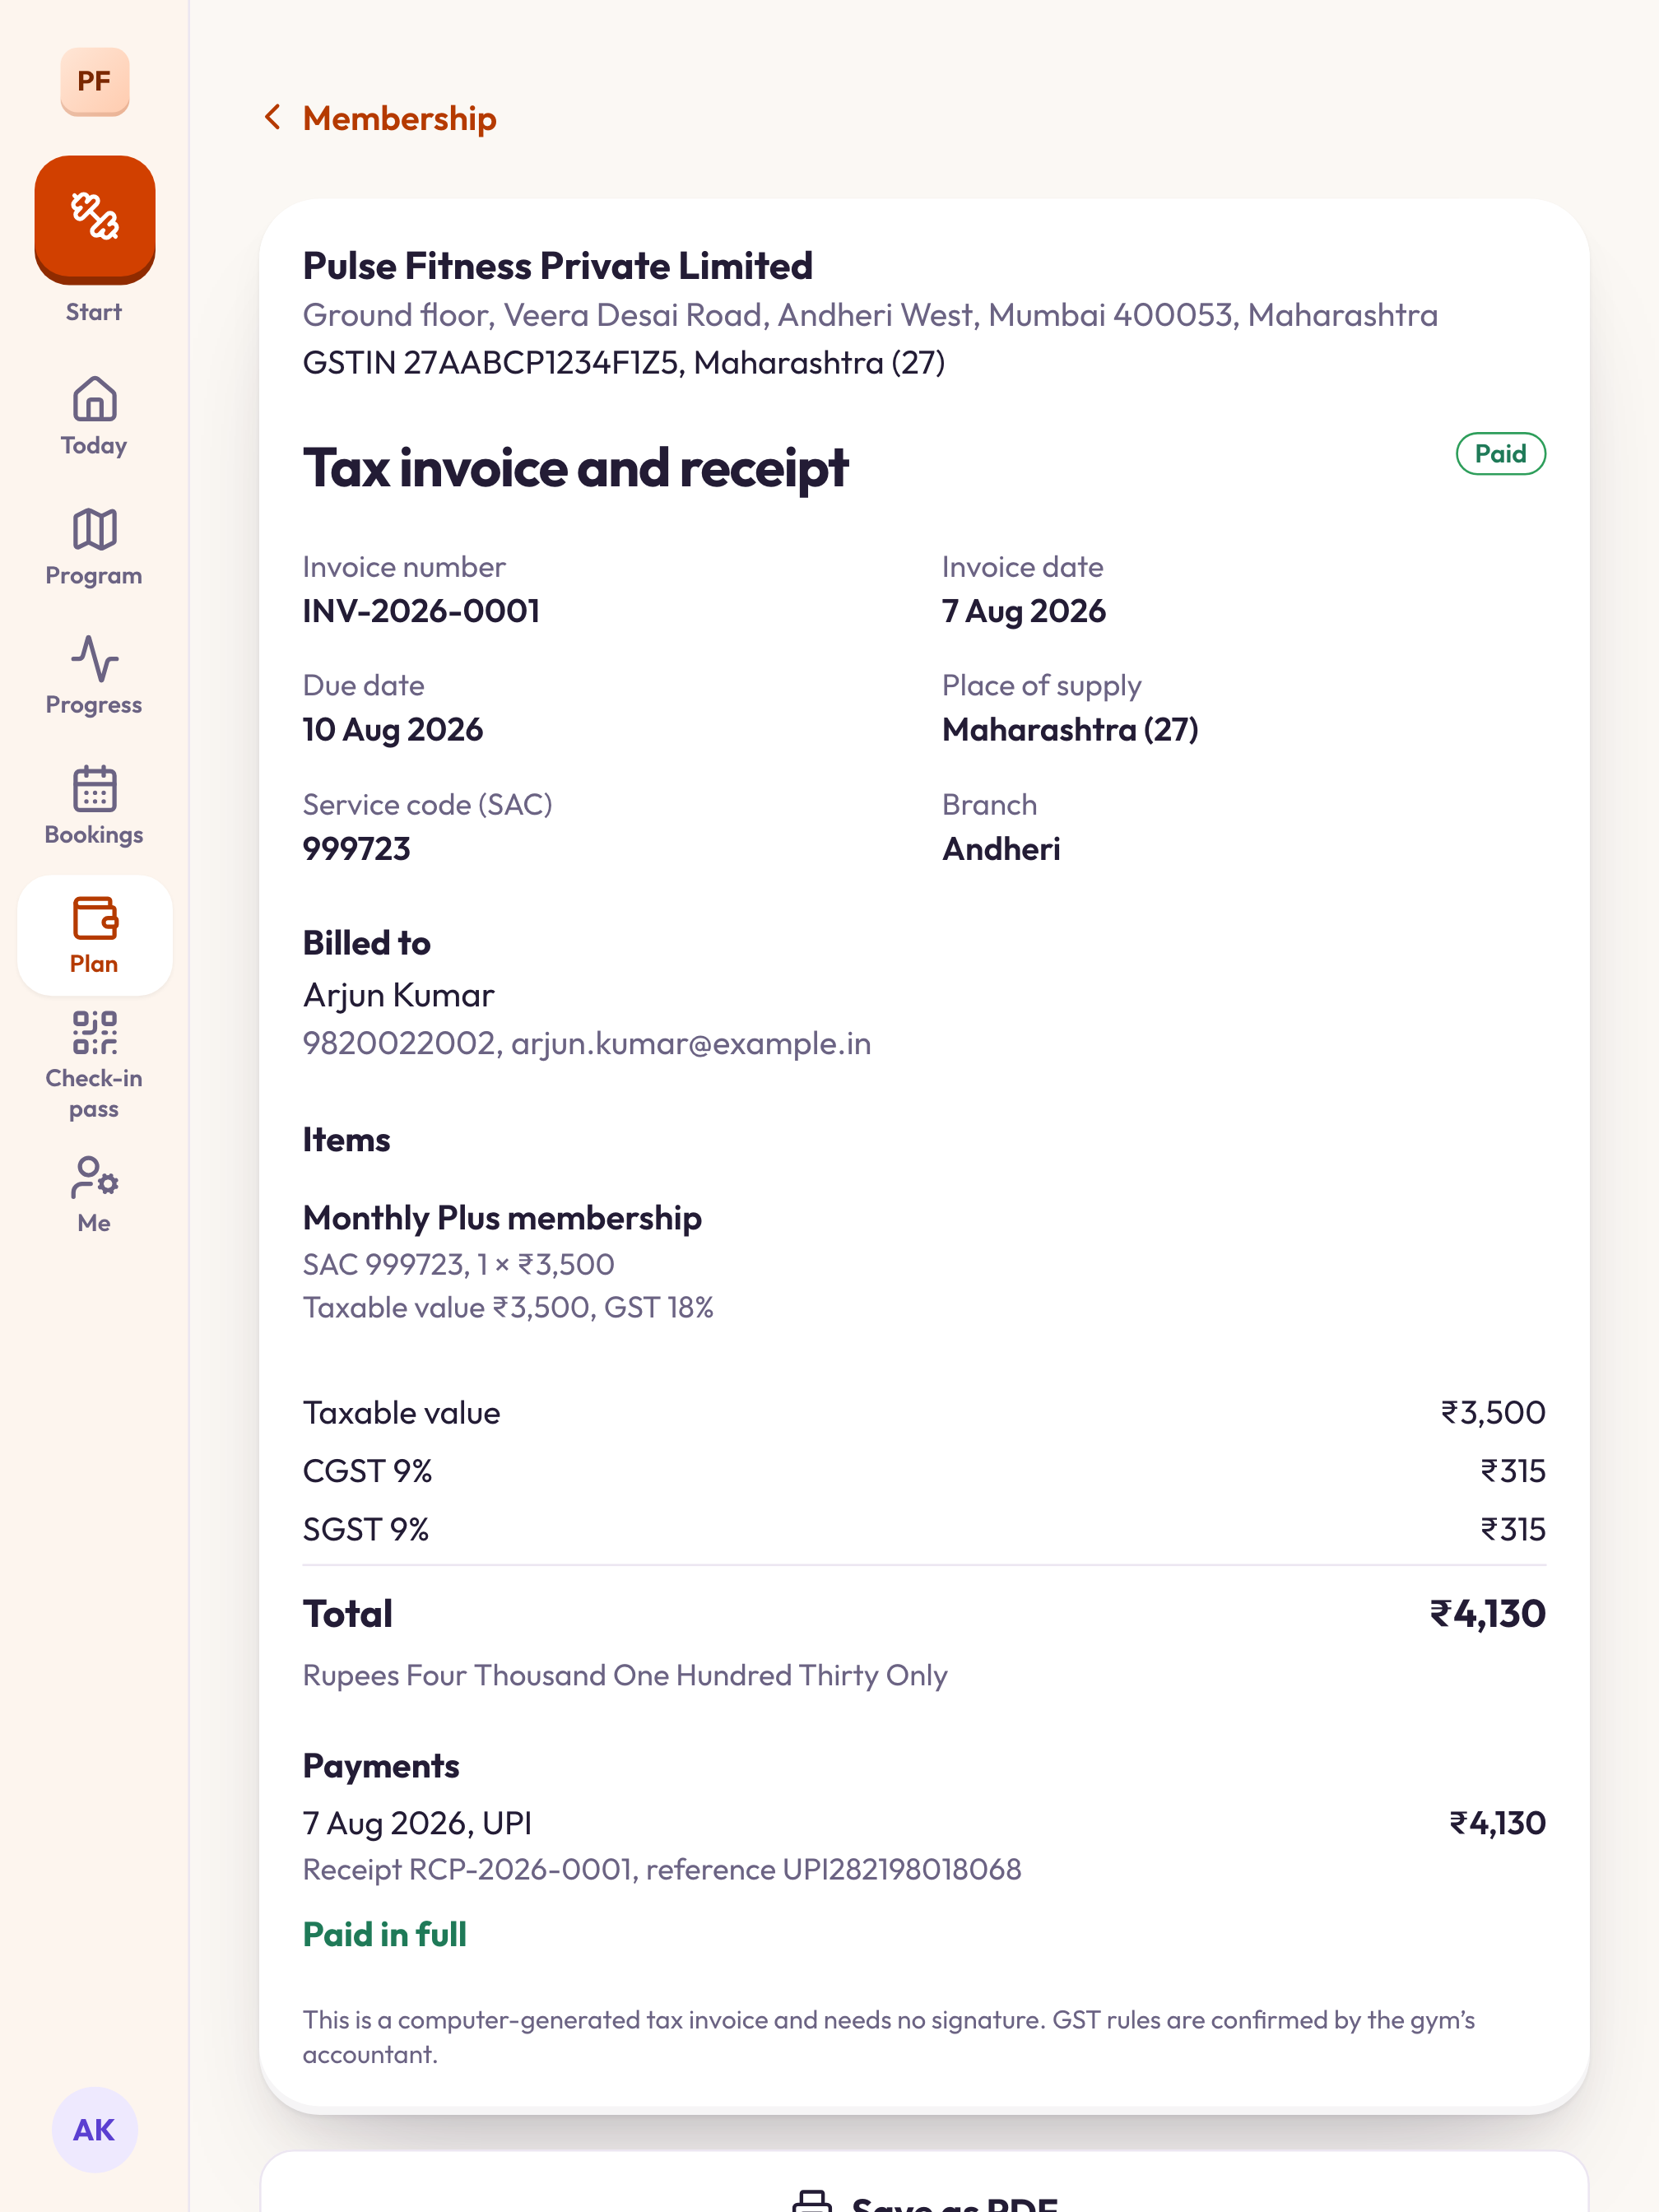 PF
Start
Today
Program
Progress
Bookings
Plan
Check-in
pass
Me
AK
Membership
Pulse Fitness Private Limited
Ground floor, Veera Desai Road, Andheri West, Mumbai 400053, Maharashtra
GSTIN 27AABCP1234F1Z5, Maharashtra (27)
Tax invoice and receipt
Paid
Invoice number
INV-2026-0001
Invoice date
7 Aug 2026
Due date
10 Aug 2026
Place of supply
Maharashtra (27)
Service code (SAC)
999723
Branch
Andheri
Billed to
Arjun Kumar
9820022002, arjun.kumar@example.in
Items
Monthly Plus membership
SAC 999723, 1 × ₹3,500
Taxable value ₹3,500, GST 18%
Taxable value ₹3,500
CGST 9% ₹315
SGST 9% ₹315
Total ₹4,130
Rupees Four Thousand One Hundred Thirty Only
Payments
7 Aug 2026, UPI ₹4,130
Receipt RCP-2026-0001, reference UPI282198018068
Paid in full
This is a computer-generated tax invoice and needs no signature. GST rules are confirmed by the gym’s
accountant.
Save as PDF